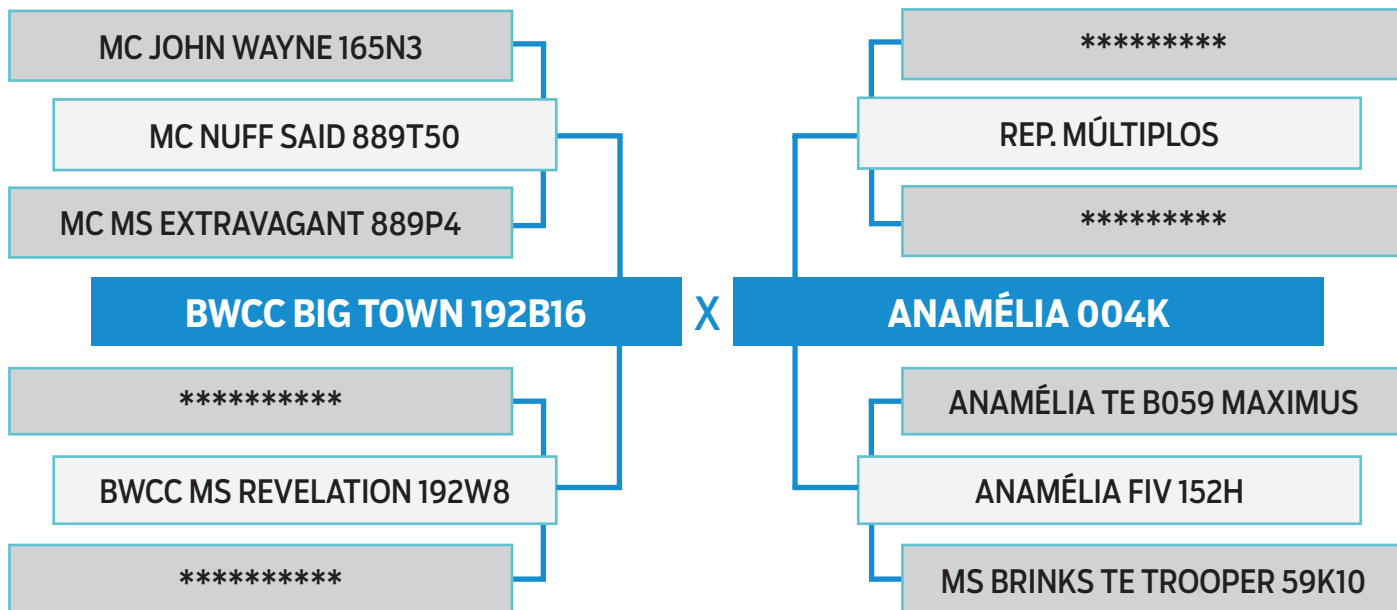 MC JOHN WAYNE 165N3
MC NUFF SAID 889T50
MC MS EXTRAVAGANT 889P4
BWCC BIG TOWN 192B16
**********
BWCC MS REVELATION 192W8
**********
X
*********
REP. MÚLTIPLOS
*********
ANAMÉLIA 004K
ANAMÉLIA TE B059 MAXIMUS
ANAMÉLIA FIV 152H
MS BRINKS TE TROOPER 59K10